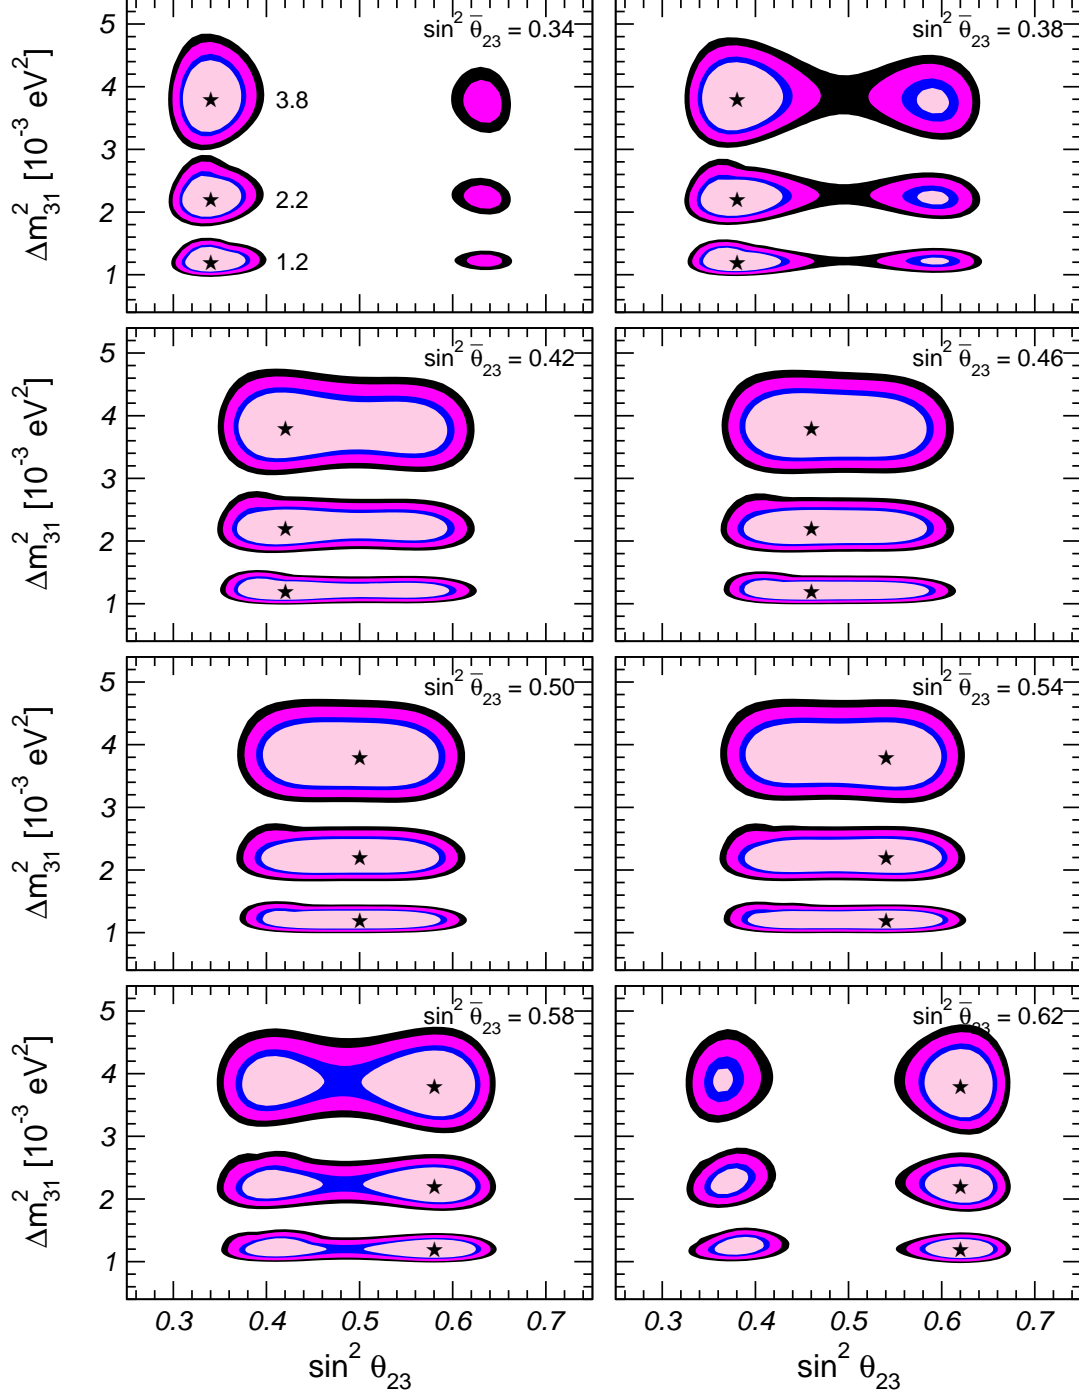 sin² θ̄₂₃ = 0.34
sin² θ̄₂₃ = 0.38
5
4
3
2
1
Δm²₃₁ [10⁻³ eV²]
3.8
2.2
1.2
sin² θ̄₂₃ = 0.42
sin² θ̄₂₃ = 0.46
5
4
3
2
1
Δm²₃₁ [10⁻³ eV²]
sin² θ̄₂₃ = 0.50
sin² θ̄₂₃ = 0.54
5
4
3
2
1
Δm²₃₁ [10⁻³ eV²]
sin² θ̄₂₃ = 0.58
sin² θ̄₂₃ = 0.62
5
4
3
2
1
Δm²₃₁ [10⁻³ eV²]
0.3 0.4 0.5 0.6 0.7
0.3 0.4 0.5 0.6 0.7
sin² θ₂₃
sin² θ₂₃